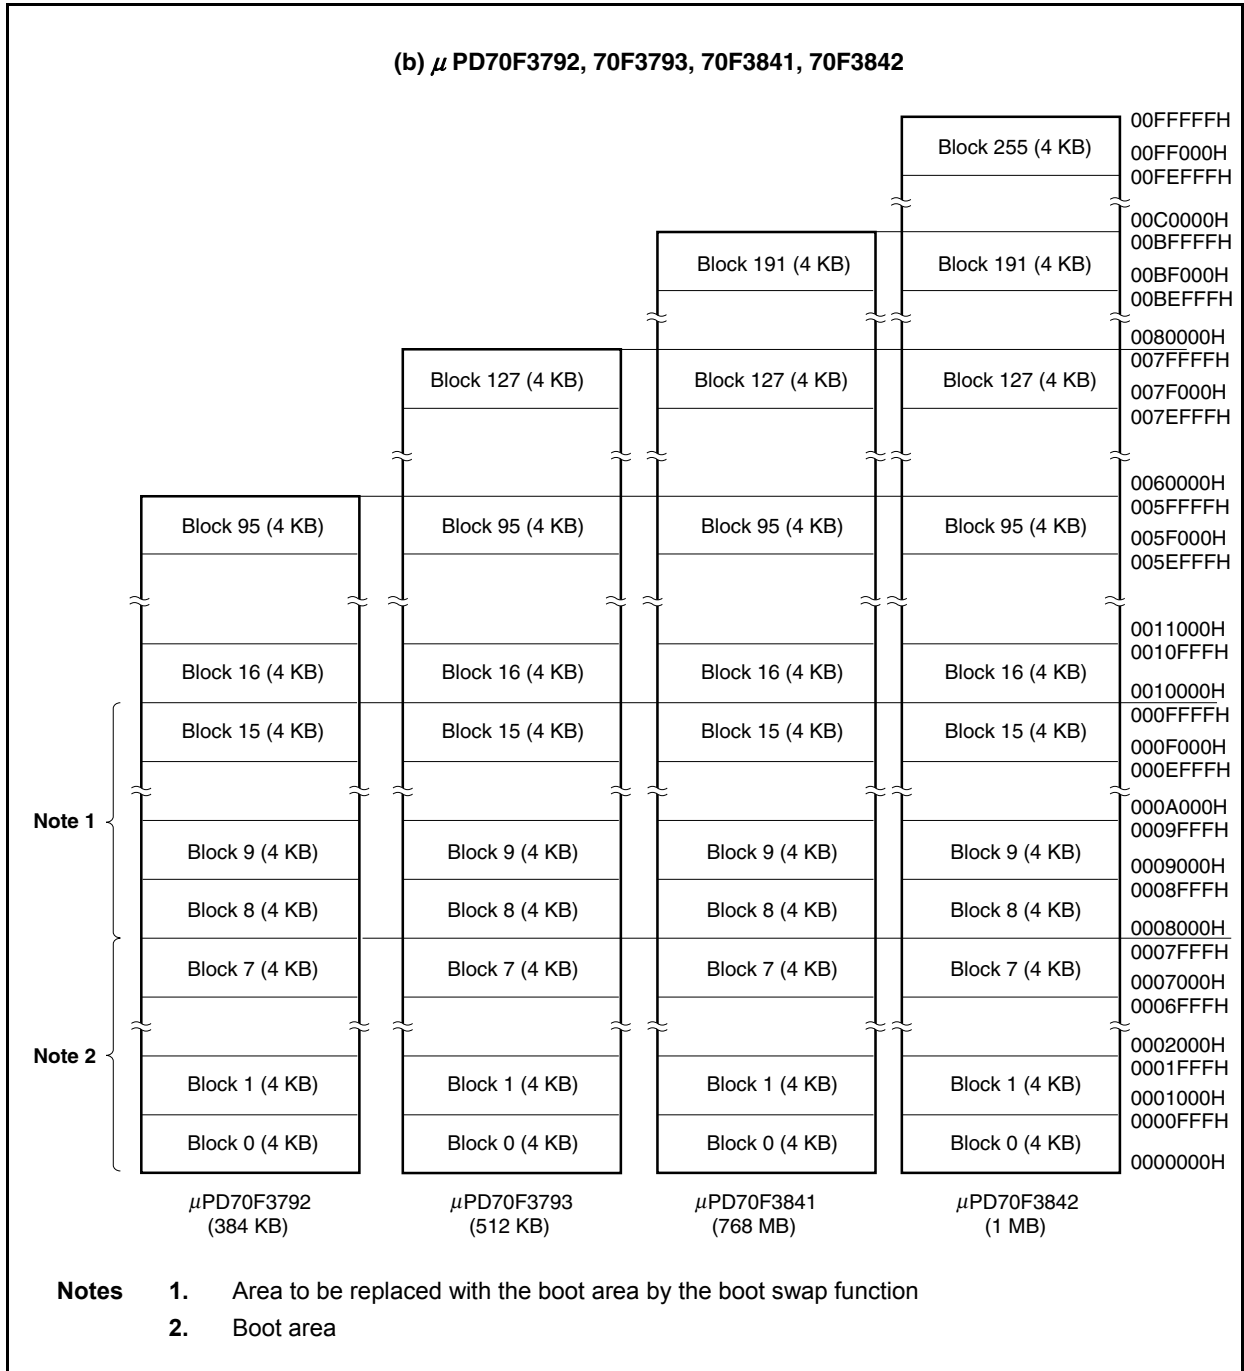 (b) μ PD70F3792, 70F3793, 70F3841, 70F3842
00FFFFFH
Block 255 (4 KB)
00FF000H
00FEFFFH
00C0000H
00BFFFFH
Block 191 (4 KB) Block 191 (4 KB)
00BF000H
00BEFFFH
0080000H
007FFFFH
Block 127 (4 KB) Block 127 (4 KB) Block 127 (4 KB)
007F000H
007EFFFH
0060000H
005FFFFH
Block 95 (4 KB) Block 95 (4 KB) Block 95 (4 KB) Block 95 (4 KB)
005F000H
005EFFFH
0011000H
0010FFFH
Block 16 (4 KB) Block 16 (4 KB) Block 16 (4 KB) Block 16 (4 KB)
0010000H
000FFFFH
Block 15 (4 KB) Block 15 (4 KB) Block 15 (4 KB) Block 15 (4 KB)
000F000H
000EFFFH
000A000H
Note 1
0009FFFH
Block 9 (4 KB) Block 9 (4 KB) Block 9 (4 KB) Block 9 (4 KB)
0009000H
0008FFFH
Block 8 (4 KB) Block 8 (4 KB) Block 8 (4 KB) Block 8 (4 KB)
0008000H
0007FFFH
Block 7 (4 KB) Block 7 (4 KB) Block 7 (4 KB) Block 7 (4 KB)
0007000H
0006FFFH
Note 2
0002000H
0001FFFH
Block 1 (4 KB) Block 1 (4 KB) Block 1 (4 KB) Block 1 (4 KB)
0001000H
0000FFFH
Block 0 (4 KB) Block 0 (4 KB) Block 0 (4 KB) Block 0 (4 KB)
0000000H
μPD70F3792 μPD70F3793 μPD70F3841 μPD70F3842
(384 KB) (512 KB) (768 MB) (1 MB)
Notes 1. Area to be replaced with the boot area by the boot swap function
2. Boot area